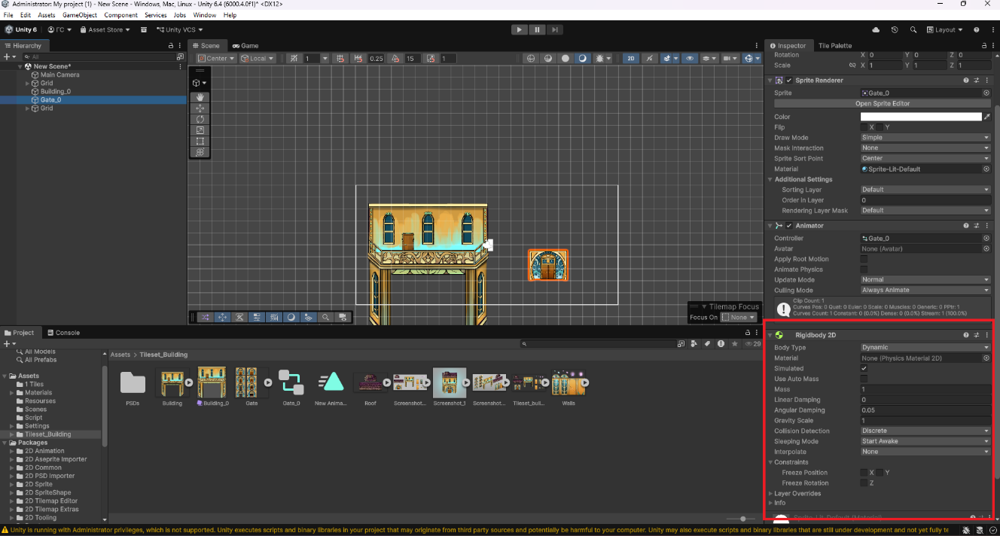 Administrator: My project (1) - New Scene - Windows, Mac, Linux - Unity 6.4 (6000.4.0f1)* <DX12>
File Edit Assets GameObject Component Services Jobs Window Help
Unity 6 ГС Asset Store Unity VCS Layout
Hierarchy
All
New Scene*
Main Camera
Grid
Building_0
Gate_0
Grid
Scene Game
Center Local 1 0.25 15 1 2D
Tilemap Focus
Focus On None
Inspector Tile Palette
Rotation X 0 Y 0 Z 0
Scale X 1 Y 1 Z 1
Sprite Renderer
Sprite Gate_0
Open Sprite Editor
Color
Flip X Y
Draw Mode Simple
Mask Interaction None
Sprite Sort Point Center
Material Sprite-Lit-Default
Additional Settings
Sorting Layer Default
Order in Layer 0
Rendering Layer Mask Default
Animator
Controller Gate_0
Avatar None (Avatar)
Apply Root Motion
Animate Physics
Update Mode Normal
Culling Mode Always Animate
Clip Count: 1
Curves Pos: 0 Quat: 0 Euler: 0 Scale: 0 Muscles: 0 Generic: 0 PPtr: 1
Curves Count: 1 Constant: 0 (0.0%) Dense: 0 (0.0%) Stream: 1 (100.0%)
Rigidbody 2D
Body Type Dynamic
Material None (Physics Material 2D)
Simulated
Use Auto Mass
Mass 1
Linear Damping 0
Angular Damping 0.05
Gravity Scale 1
Collision Detection Discrete
Sleeping Mode Start Awake
Interpolate None
Constraints
Freeze Position X Y
Freeze Rotation Z
Layer Overrides
Info
Sprite-Lit-Default (Material)
Project Console
29
All Models
All Prefabs
Assets
1 Tiles
Materials
Resourses
Scenes
Script
Settings
Tileset_Building
Packages
2D Animation
2D Aseprite Importer
2D Common
2D PSD Importer
2D Sprite
2D SpriteShape
2D Tilemap Editor
2D Tilemap Extras
2D Tooling
Assets > Tileset_Building
PSDs Building Building_0 Gate Gate_0 New Anima... Roof Screenshot... Screenshot_1 Screenshot... Tileset_buil... Wells
Unity is running with Administrator privileges, which is not supported. Unity executes scripts and binary libraries in your project that may originate from third party sources and potentially be harmful to your computer. Unity may also execute scripts and binary libraries that are still under development and not yet fully te